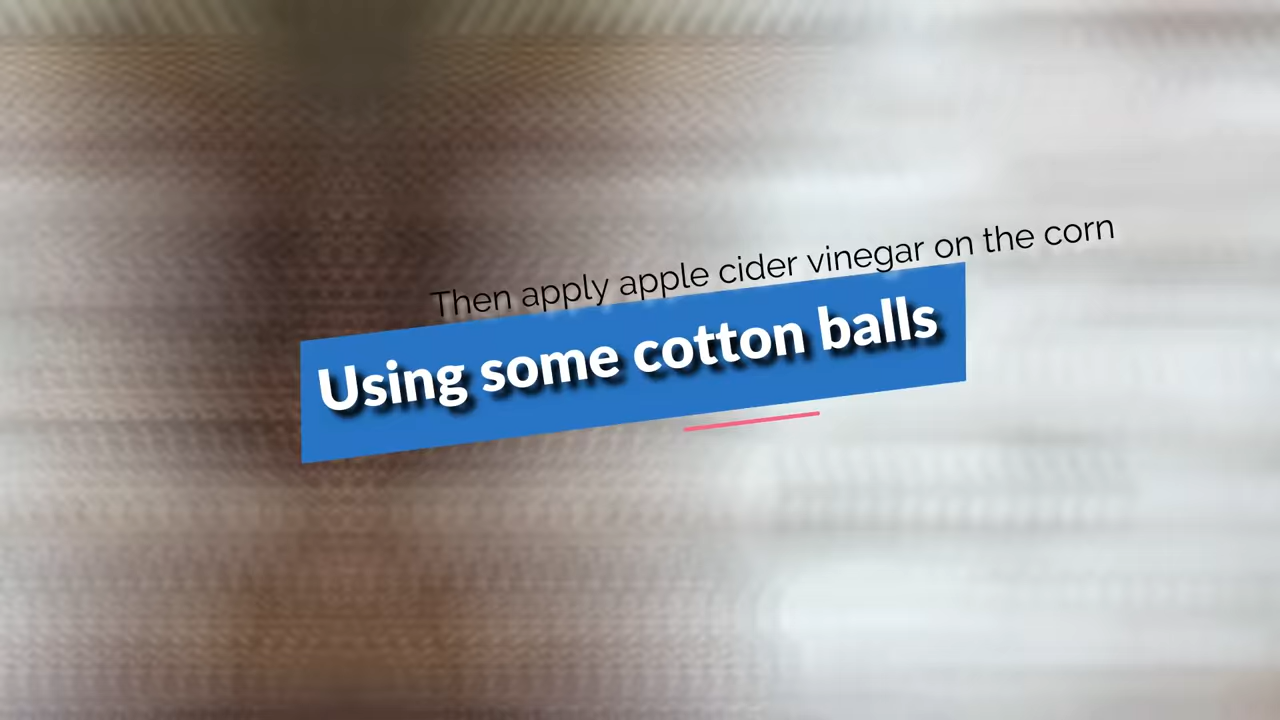 Then apply apple cider vinegar on the corn
Using some cotton balls